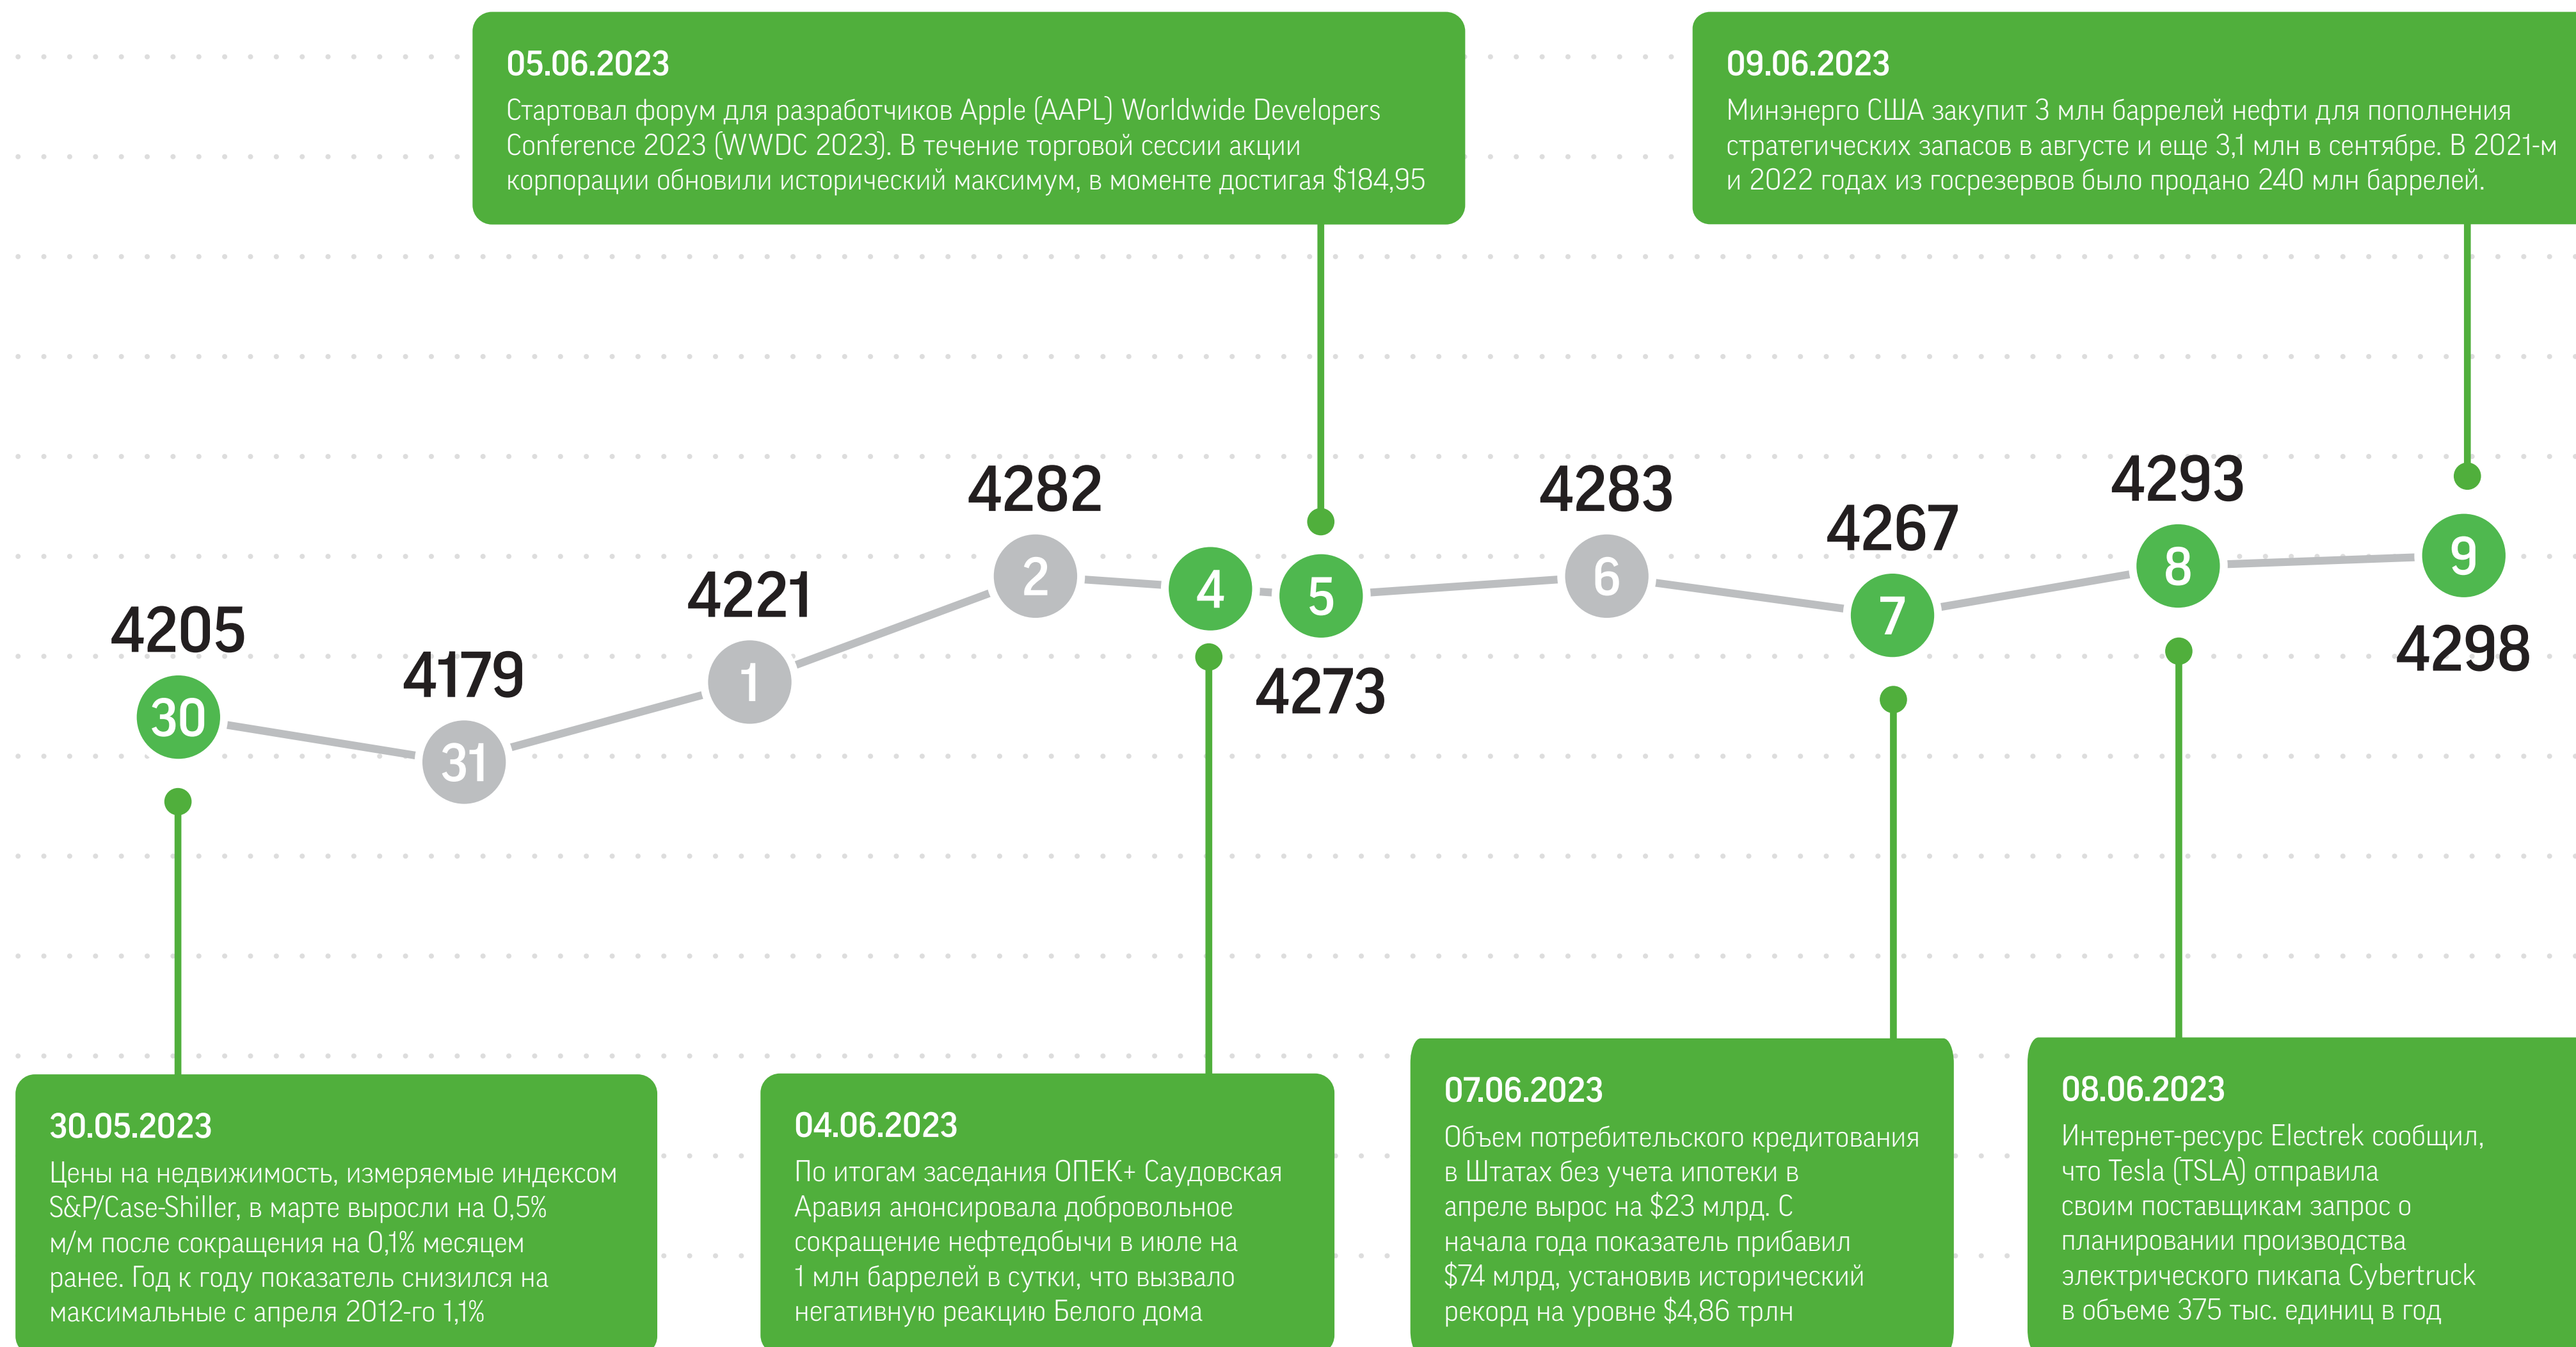 05.06.2023
Стартовал форум для разработчиков Apple (AAPL) Worldwide Developers
Conference 2023 (WWDC 2023). В течение торговой сессии акции
корпорации обновили исторический максимум, в моменте достигая $184,95
09.06.2023
Минэнерго США закупит 3 млн баррелей нефти для пополнения
стратегических запасов в августе и еще 3,1 млн в сентябре. В 2021-м
и 2022 годах из госрезервов было продано 240 млн баррелей.
4205
30
4179
31
4221
1
4282
2
4
5
4273
4283
6
4267
7
4293
8
9
4298
30.05.2023
Цены на недвижимость, измеряемые индексом
S&P/Case-Shiller, в марте выросли на 0,5%
м/м после сокращения на 0,1% месяцем
ранее. Год к году показатель снизился на
максимальные с апреля 2012-го 1,1%
04.06.2023
По итогам заседания ОПЕК+ Саудовская
Аравия анонсировала добровольное
сокращение нефтедобычи в июле на
1 млн баррелей в сутки, что вызвало
негативную реакцию Белого дома
07.06.2023
Объем потребительского кредитования
в Штатах без учета ипотеки в
апреле вырос на $23 млрд. С
начала года показатель прибавил
$74 млрд, установив исторический
рекорд на уровне $4,86 трлн
08.06.2023
Интернет-ресурс Electrek сообщил,
что Tesla (TSLA) отправила
своим поставщикам запрос о
планировании производства
электрического пикапа Cybertruck
в объеме 375 тыс. единиц в год